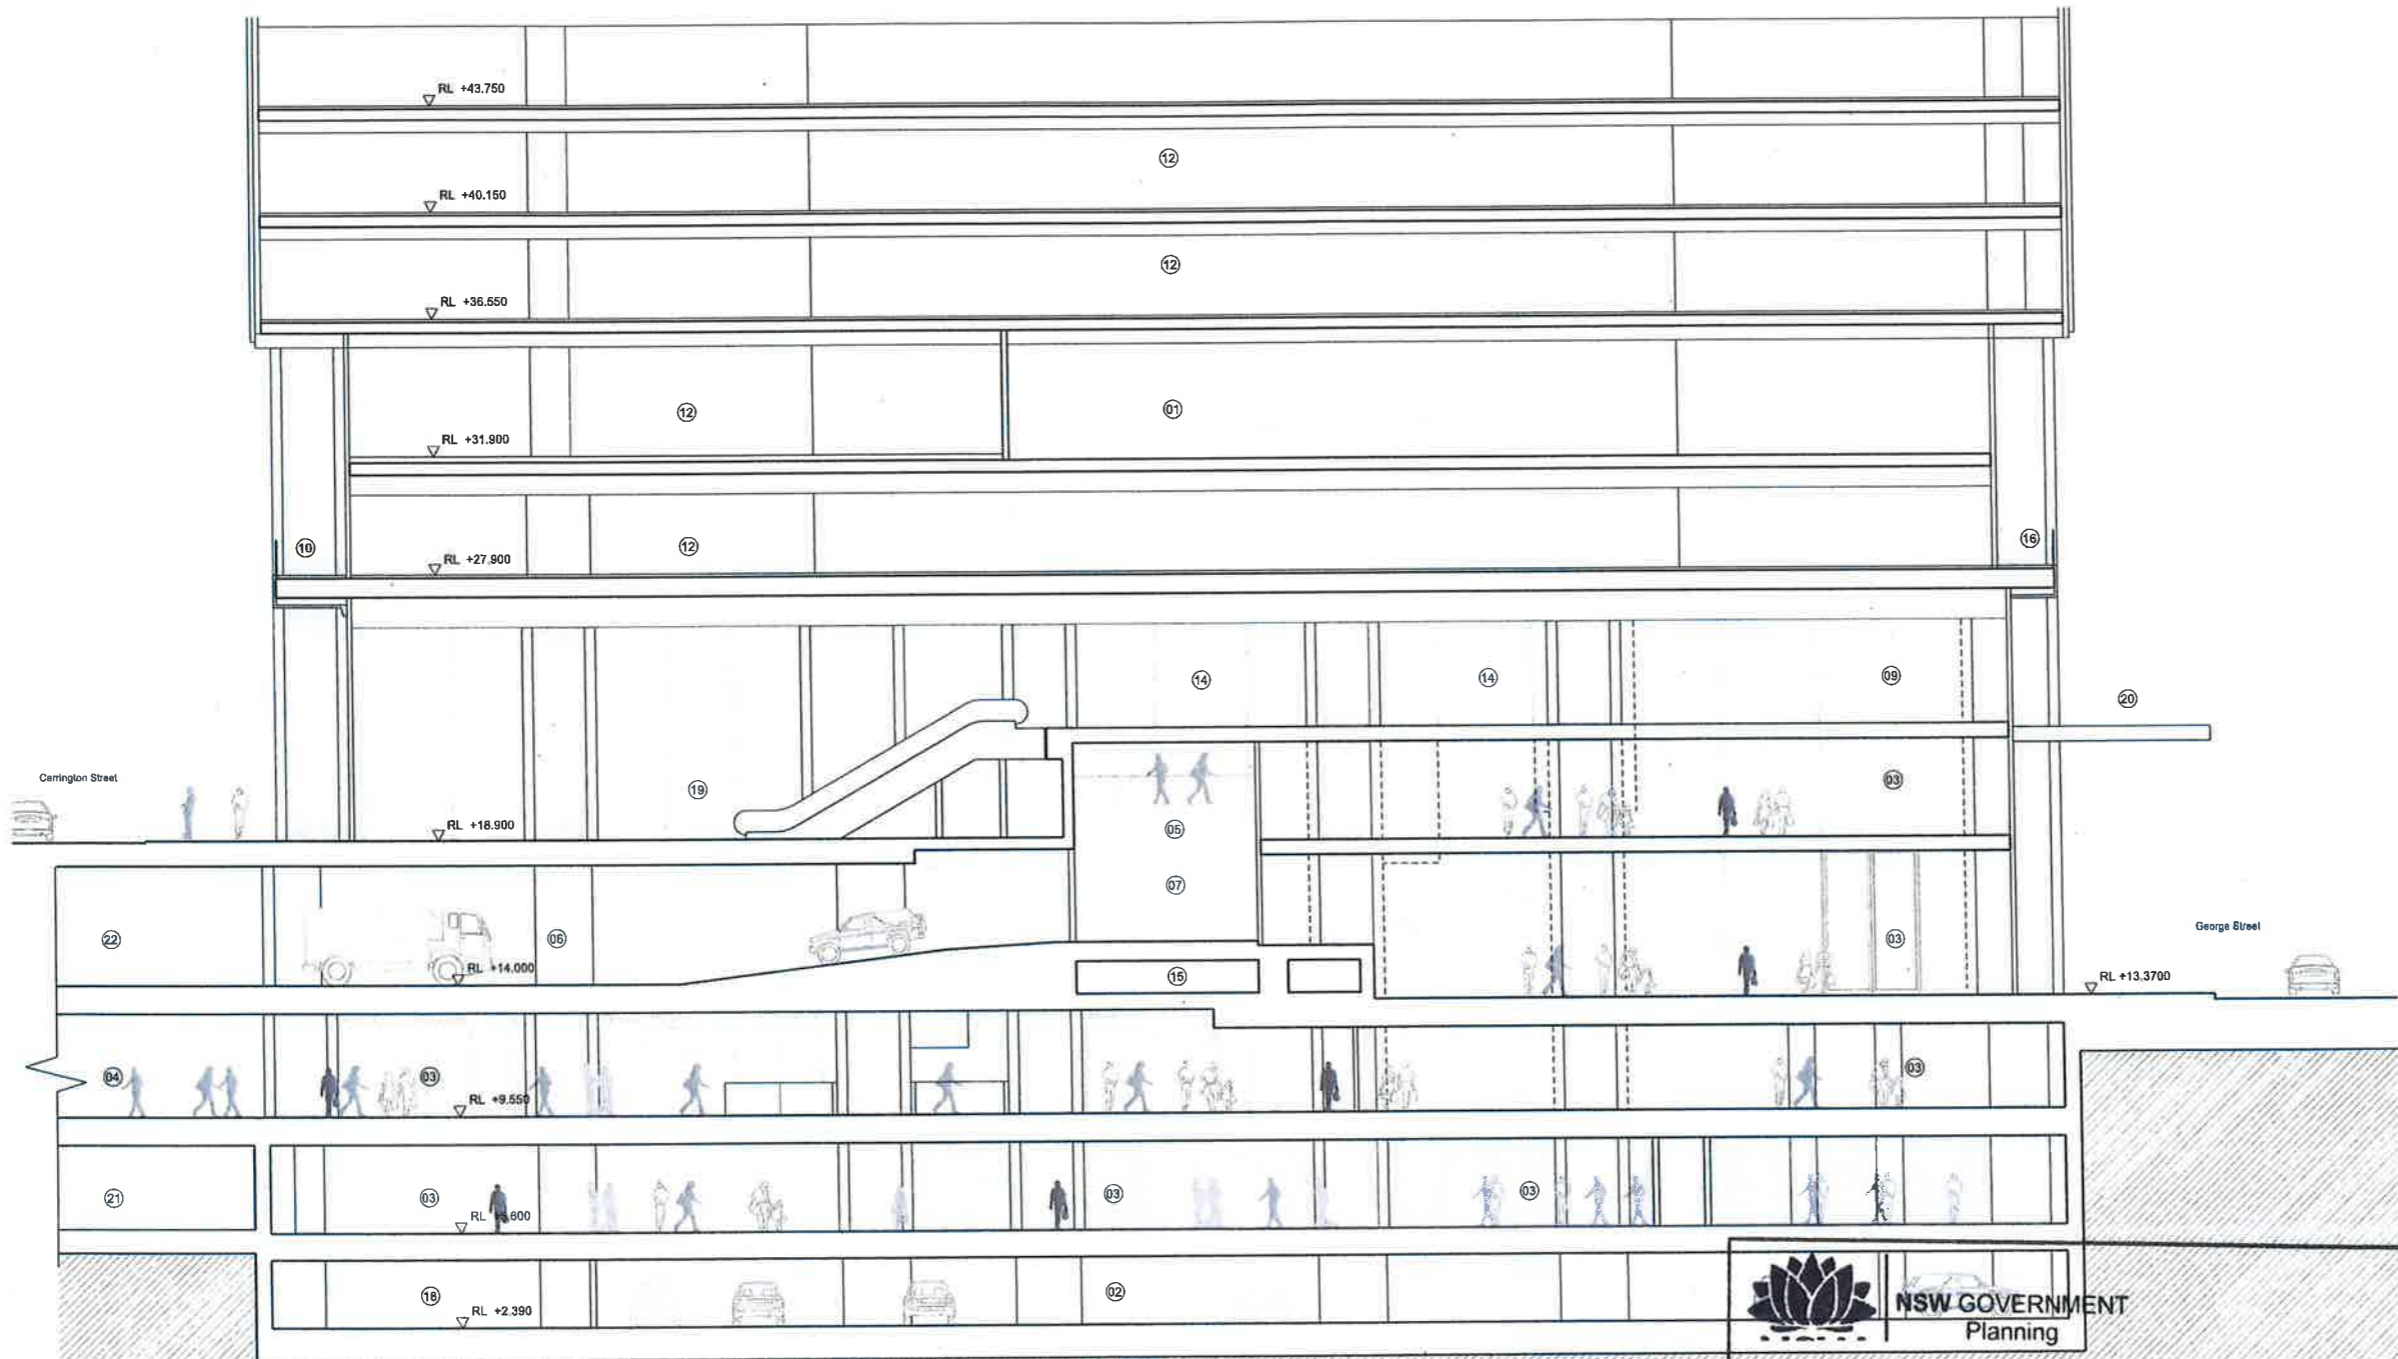 RL +43.750
12
RL +40.150
12
RL +36.550
12
01
RL +31.900
10
12
16
RL +27.900
14
14
09
20
Carrington Street
19
03
RL +18.900
05
07
22
06
03
George Street
RL +14.000
15
RL +13.3700
04
03
03
RL +9.550
21
03
03
03
RL
.600
18
02
RL +2.390
NSW GOVERNMENT
Planning